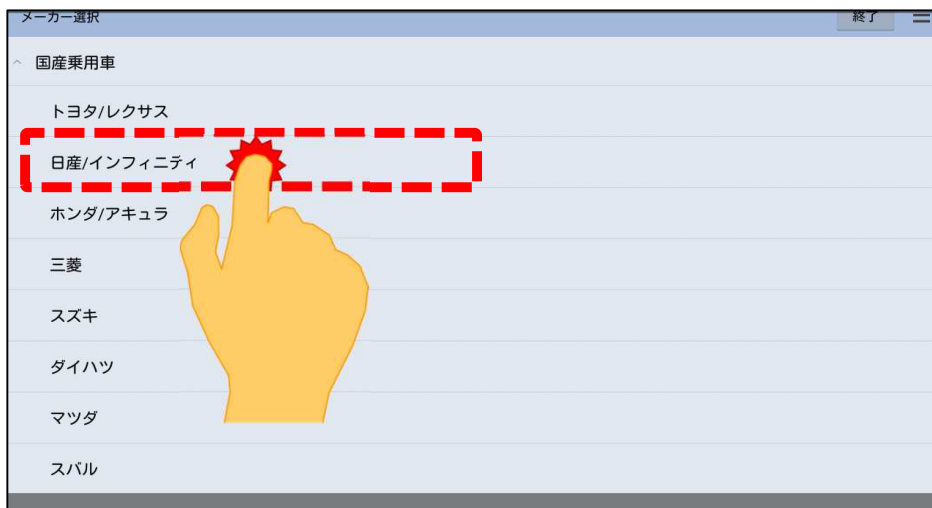 メーカー選択
終了
国産乗用車
トヨタ/レクサス
日産/インフィニティ
ホンダ/アキュラ
三菱
スズキ
ダイハツ
マツダ
スバル